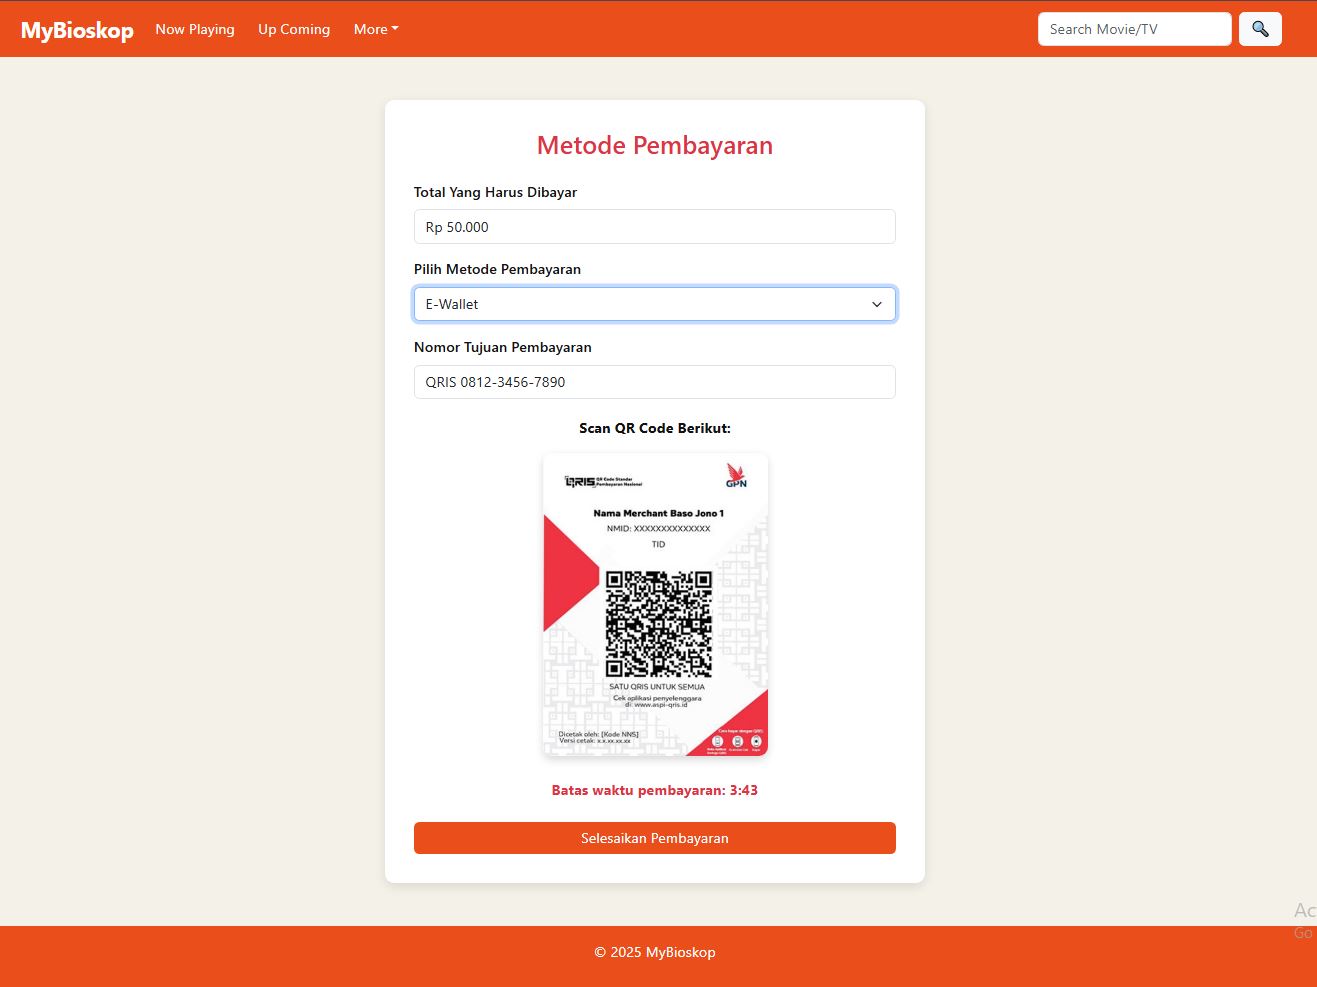 MyBioskop Now Playing Up Coming More Search Movie/TV
Metode Pembayaran
Total Yang Harus Dibayar
Rp 50.000
Pilih Metode Pembayaran
E-Wallet
Nomor Tujuan Pembayaran
QRIS 0812-3456-7890
Scan QR Code Berikut:
QRIS QR Code Standar
Pembayaran Nasional
GPN
Nama Merchant Baso Jono 1
NMID: XXXXXXXXXXXXXX
TID
SATU QRIS UNTUK SEMUA
Cek aplikasi penyelenggara
di: www.aspi-qris.id
Dicetak oleh: [Kode NNS]
Versi cetak: x.x.xx.xx.xx
Cara bayar dengan QRIS
Batas waktu pembayaran: 3:43
Selesaikan Pembayaran
Ac
Go
© 2025 MyBioskop